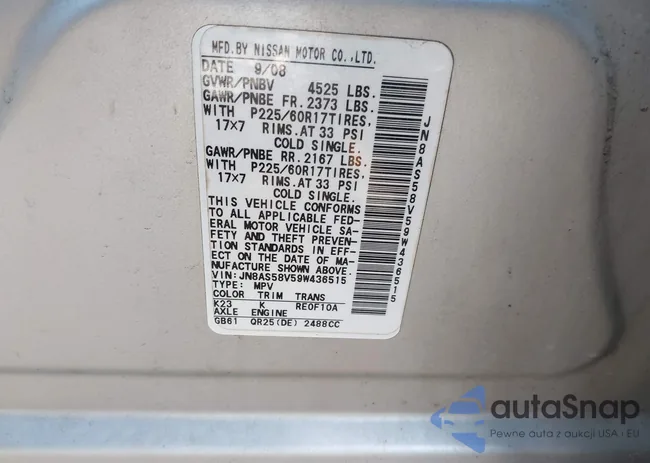 MFD.BY NISSAN MOTOR CO.,LTD.
DATE 9/08
GVWR/PNBV 4525 LBS.
GAWR/PNBE FR. 2373 LBS.
WITH P225/60R17TIRES.
17×7 RIMS.AT 33 PSI
COLD SINGLE.
GAWR/PNBE RR. 2167 LBS.
WITH P225/60R17TIRES.
17×7 RIMS.AT 33 PSI
COLD SINGLE.
THIS VEHICLE CONFORMS
TO ALL APPLICABLE FED-
ERAL MOTOR VEHICLE SA-
FETY AND THEFT PREVEN-
TION STANDARDS IN EFF-
ECT ON THE DATE OF MA-
NUFACTURE SHOWN ABOVE.
VIN:JN8AS58V59W436515
TYPE: MPV
COLOR TRIM TRANS
K23 K RE0F10A
AXLE ENGINE
GB61 QR25(DE) 2488CC
JN8AS58V59W436515
autaSnap
Pewne auta z aukcji USA i EU